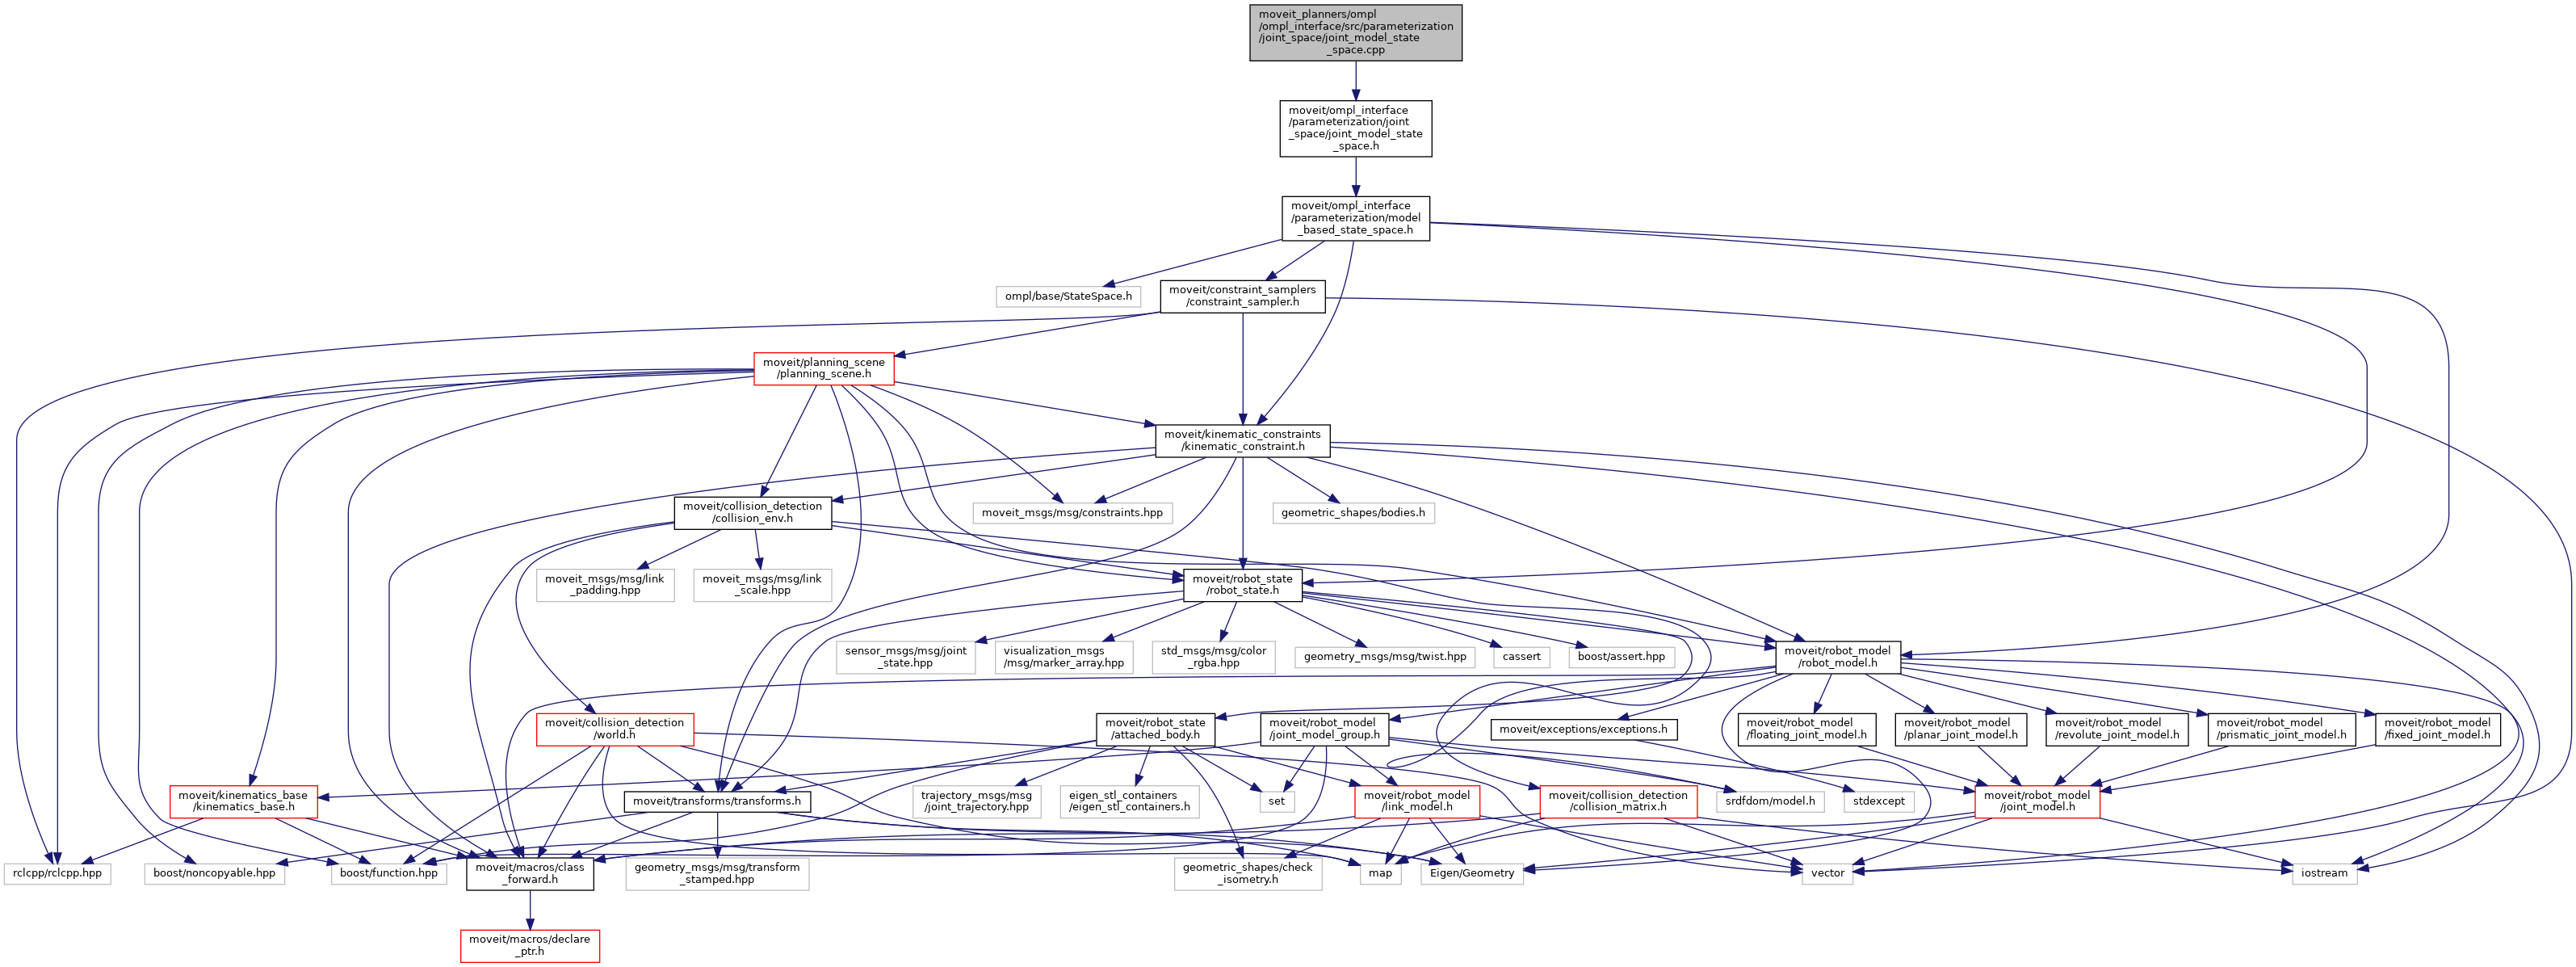 moveit_planners/ompl
/ompl_interface/src/parameterization
/joint_space/joint_model_state
_space.cpp
moveit/ompl_interface
/parameterization/joint
_space/joint_model_state
_space.h
moveit/ompl_interface
/parameterization/model
_based_state_space.h
ompl/base/StateSpace.h
moveit/constraint_samplers
/constraint_sampler.h
moveit/planning_scene
/planning_scene.h
moveit/kinematic_constraints
/kinematic_constraint.h
moveit/collision_detection
/collision_env.h
moveit_msgs/msg/constraints.hpp
geometric_shapes/bodies.h
moveit_msgs/msg/link
_padding.hpp
moveit_msgs/msg/link
_scale.hpp
moveit/robot_state
/robot_state.h
sensor_msgs/msg/joint
_state.hpp
visualization_msgs
/msg/marker_array.hpp
std_msgs/msg/color
_rgba.hpp
geometry_msgs/msg/twist.hpp
cassert
boost/assert.hpp
moveit/robot_model
/robot_model.h
moveit/collision_detection
/world.h
moveit/robot_state
/attached_body.h
moveit/robot_model
/joint_model_group.h
moveit/exceptions/exceptions.h
moveit/robot_model
/floating_joint_model.h
moveit/robot_model
/planar_joint_model.h
moveit/robot_model
/revolute_joint_model.h
moveit/robot_model
/prismatic_joint_model.h
moveit/robot_model
/fixed_joint_model.h
moveit/kinematics_base
/kinematics_base.h
moveit/transforms/transforms.h
trajectory_msgs/msg
/joint_trajectory.hpp
eigen_stl_containers
/eigen_stl_containers.h
set
moveit/robot_model
/link_model.h
moveit/collision_detection
/collision_matrix.h
srdfdom/model.h
stdexcept
moveit/robot_model
/joint_model.h
rclcpp/rclcpp.hpp
boost/noncopyable.hpp
boost/function.hpp
moveit/macros/class
_forward.h
geometry_msgs/msg/transform
_stamped.hpp
geometric_shapes/check
_isometry.h
map
Eigen/Geometry
vector
iostream
moveit/macros/declare
_ptr.h